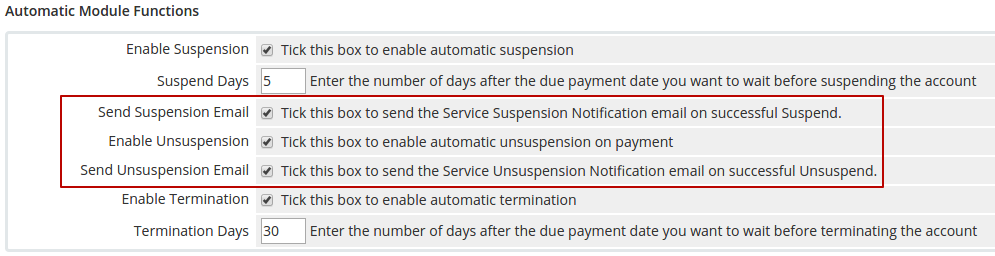 Automatic Module Functions
Enable Suspension Tick this box to enable automatic suspension
Suspend Days 5 Enter the number of days after the due payment date you want to wait before suspending the account
Send Suspension Email Tick this box to send the Service Suspension Notification email on successful Suspend.
Enable Unsuspension Tick this box to enable automatic unsuspension on payment
Send Unsuspension Email Tick this box to send the Service Unsuspension Notification email on successful Unsuspend.
Enable Termination Tick this box to enable automatic termination
Termination Days 30 Enter the number of days after the due payment date you want to wait before terminating the account